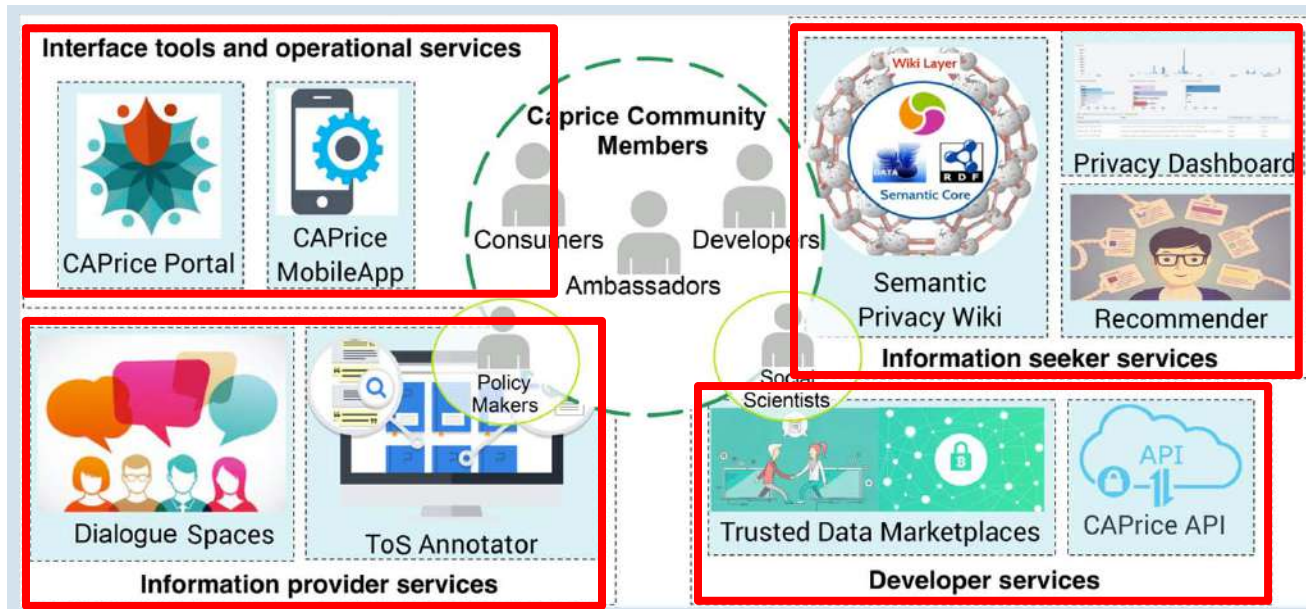 Interface tools and operational services
CAPrice Portal
CAPrice
MobileApp
Caprice Community
Members
Consumers
Developers
Ambassadors
Policy
Makers
Social
Scientists
Wiki Layer
DATA
RDF
Semantic Core
Semantic
Privacy Wiki
Privacy Dashboard
Recommender
Information seeker services
Dialogue Spaces
ToS Annotator
Information provider services
Trusted Data Marketplaces
API
CAPrice API
Developer services